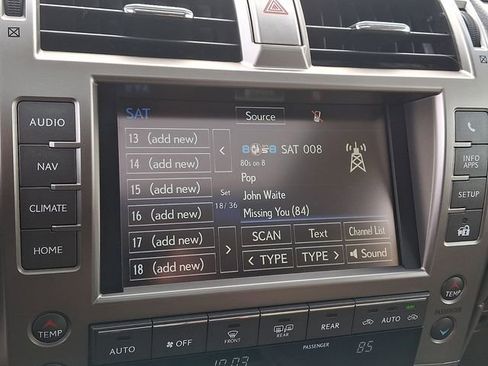 SAT
Source
AUDIO
NAV
CLIMATE
HOME
13 (add new)
14 (add new)
15 (add new)
16 (add new)
17 (add new)
18 (add new)
<
Set
18/36
>
SAT 008
80s on 8
Pop
John Waite
Missing You (84)
SCAN
Text
Channel List
< TYPE
TYPE >
Sound
INFO
APPS
SETUP
TEMP
AUTO
OFF
FRONT
REAR
REAR
AUTO
PASSENGER
TEMP
PASSENGER
85